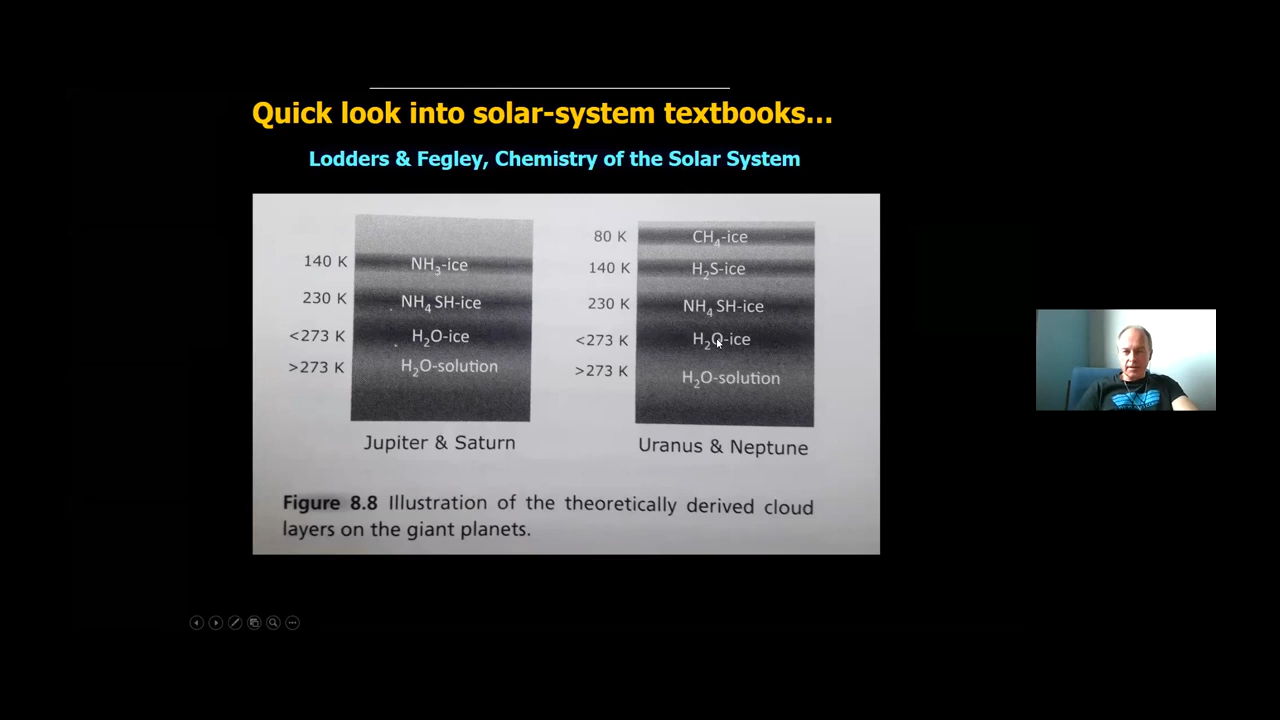 Quick look into solar-system textbooks...
Lodders & Fegley, Chemistry of the Solar System
140 K NH3-ice
230 K NH4 SH-ice
<273 K H2O-ice
>273 K H2O-solution
Jupiter & Saturn
80 K CH4-ice
140 K H2S-ice
230 K NH4 SH-ice
<273 K H2O-ice
>273 K H2O-solution
Uranus & Neptune
Figure 8.8 Illustration of the theoretically derived cloud
layers on the giant planets.